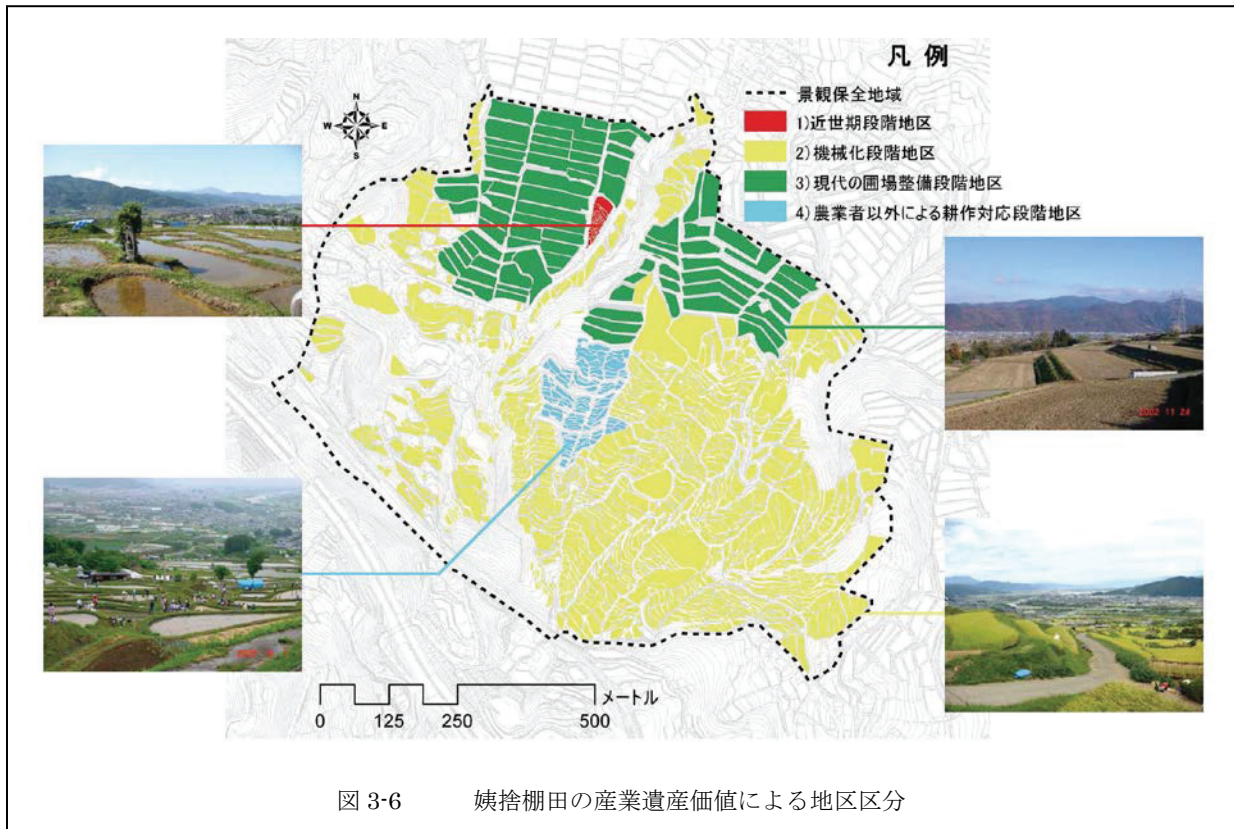 凡 例
景観保全地域
1)近世期段階地区
2)機械化段階地区
3)現代の圃場整備段階地区
4)農業者以外による耕作対応段階地区
N
W E
S
2002 11 24
メートル
0 125 250 500
図 3-6 姨捨棚田の産業遺産価値による地区区分